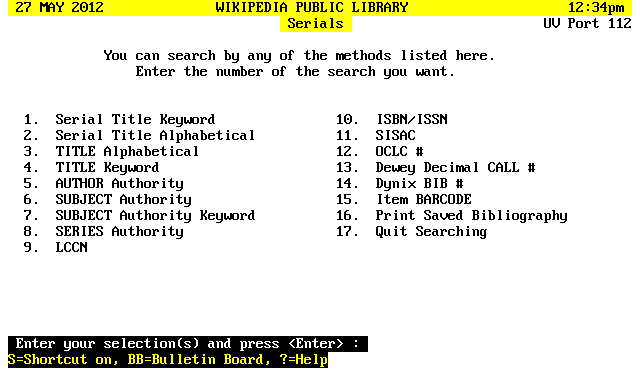 27 MAY 2012 WIKIPEDIA PUBLIC LIBRARY 12:34pm
Serials UV Port 112
You can search by any of the methods listed here.
Enter the number of the search you want.
1. Serial Title Keyword
2. Serial Title Alphabetical
3. TITLE Alphabetical
4. TITLE Keyword
5. AUTHOR Authority
6. SUBJECT Authority
7. SUBJECT Authority Keyword
8. SERIES Authority
9. LCCN
10. ISBN/ISSN
11. SISAC
12. OCLC #
13. Dewey Decimal CALL #
14. Dynix BIB #
15. Item BARCODE
16. Print Saved Bibliography
17. Quit Searching
Enter your selection(s) and press <Enter> :
S=Shortcut on, BB=Bulletin Board, ?=Help